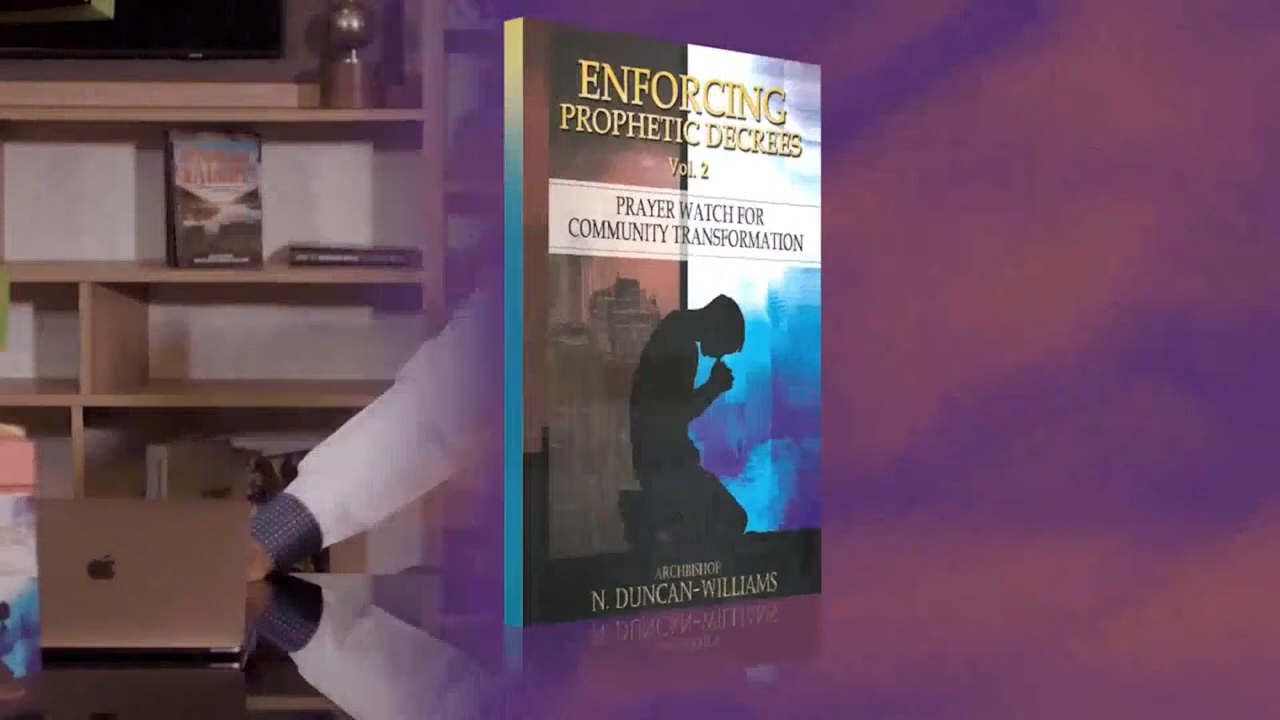 ENFORCING
PROPHETIC DECREES
Vol. 2
PRAYER WATCH FOR
COMMUNITY TRANSFORMATION
ARCHBISHOP
N. DUNCAN-WILLIAMS